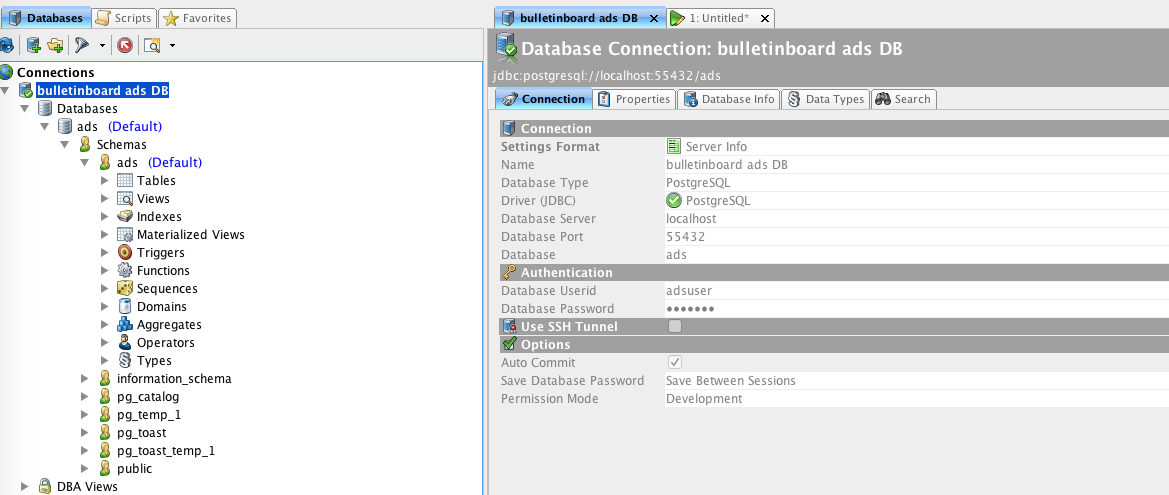 Databases
Scripts
Favorites
Connections
bulletinboard ads DB
Databases
ads (Default)
Schemas
ads (Default)
Tables
Views
Indexes
Materialized Views
Triggers
Functions
Sequences
Domains
Aggregates
Operators
Types
information_schema
pg_catalog
pg_temp_1
pg_toast
pg_toast_temp_1
public
DBA Views
bulletinboard ads DB
1: Untitled*
Database Connection: bulletinboard ads DB
jdbc:postgresql://localhost:55432/ads
Connection
Properties
Database Info
Data Types
Search
Connection
Settings Format Server Info
Name bulletinboard ads DB
Database Type PostgreSQL
Driver (JDBC) PostgreSQL
Database Server localhost
Database Port 55432
Database ads
Authentication
Database Userid adsuser
Database Password •••••••
Use SSH Tunnel
Options
Auto Commit
Save Database Password Save Between Sessions
Permission Mode Development